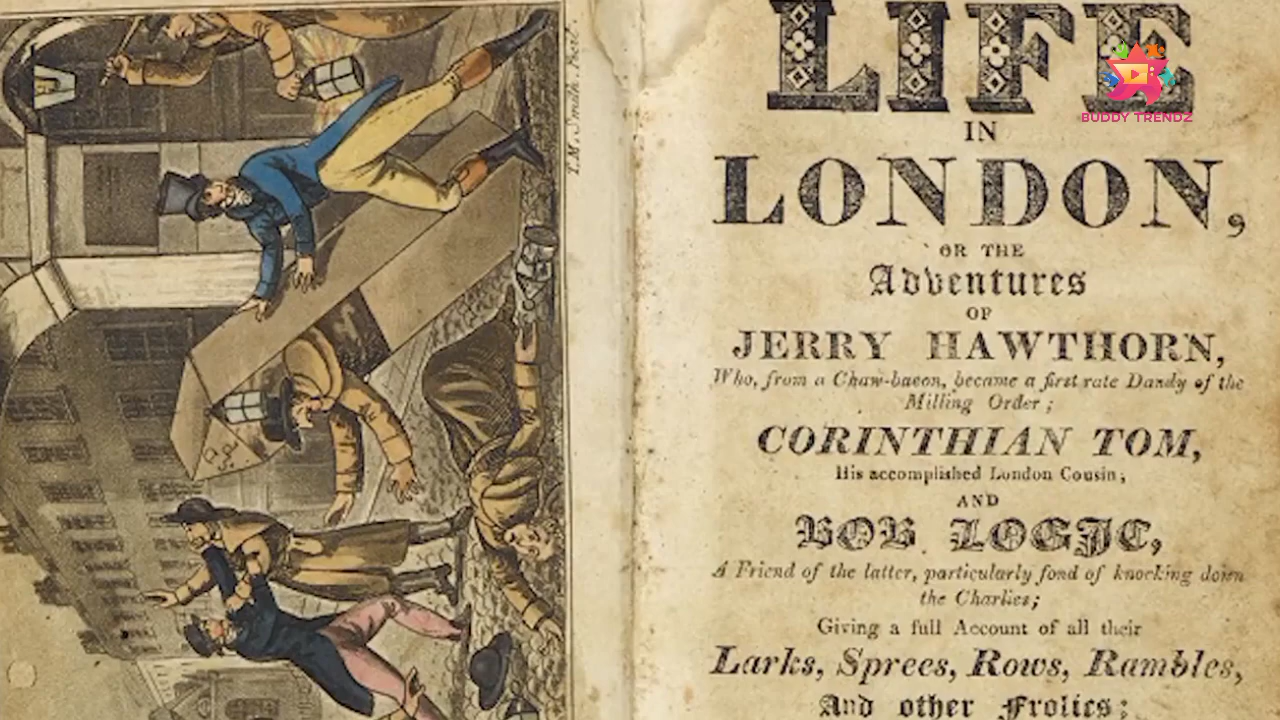 LIFE
BUDDY TRENDZ
IN
LONDON,
OR THE
Adventures
OF
JERRY HAWTHORN,
Who, from a Chaw-bacon, became a first rate Dandy of the
Milling Order;
CORINTHIAN TOM,
His accomplished London Cousin;
AND
BOB LOGIC,
A Friend of the latter, particularly fond of knocking down
the Charlies;
Giving a full Account of all their
Larks, Sprees, Rows, Rambles,
And other Frolics: